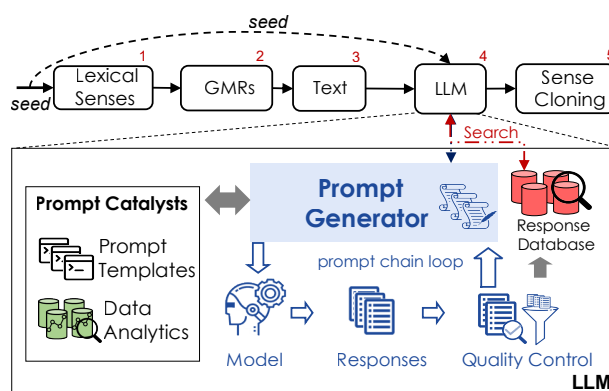 seed
1
2
3
4
5
seed
Lexical
Senses
GMRs
Text
LLM
Sense
Cloning
Search
Prompt Catalysts
Prompt
Templates
Data
Analytics
Prompt
Generator
Response
Database
prompt chain loop
Model
Responses
Quality Control
LLM